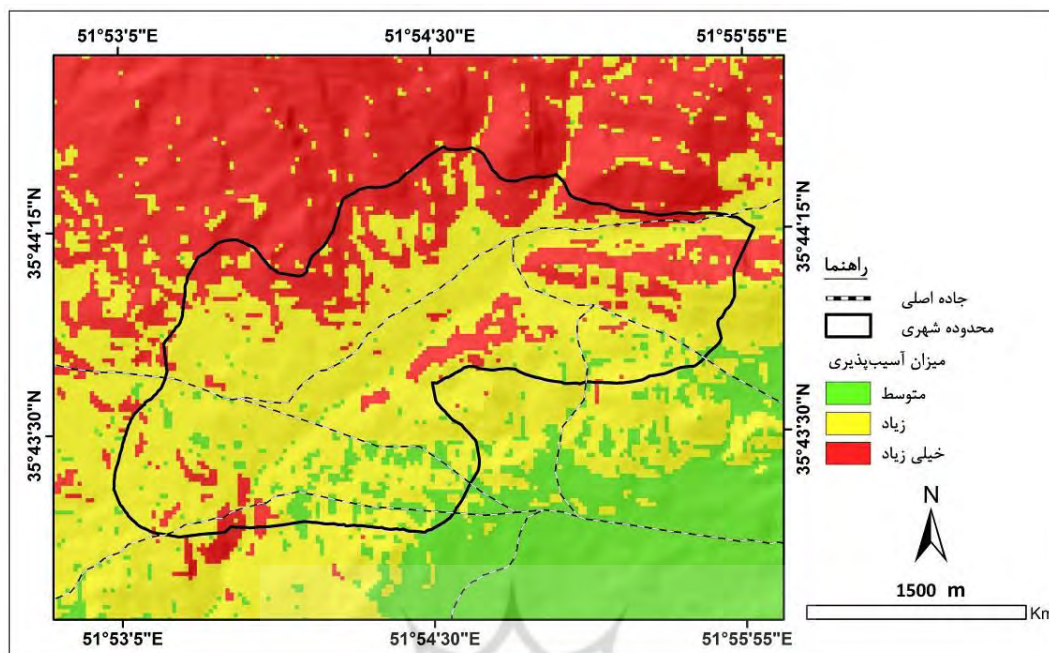 51°53'5"E 51°54'30"E 51°55'55"E
35°44'15"N 35°44'15"N
35°43'30"N 35°43'30"N
51°53'5"E 51°54'30"E 51°55'55"E
راهنما
جاده اصلی
محدوده شهری
میزان آسیب‌پذیری
متوسط
زیاد
خیلی زیاد
N
1500 m
Km